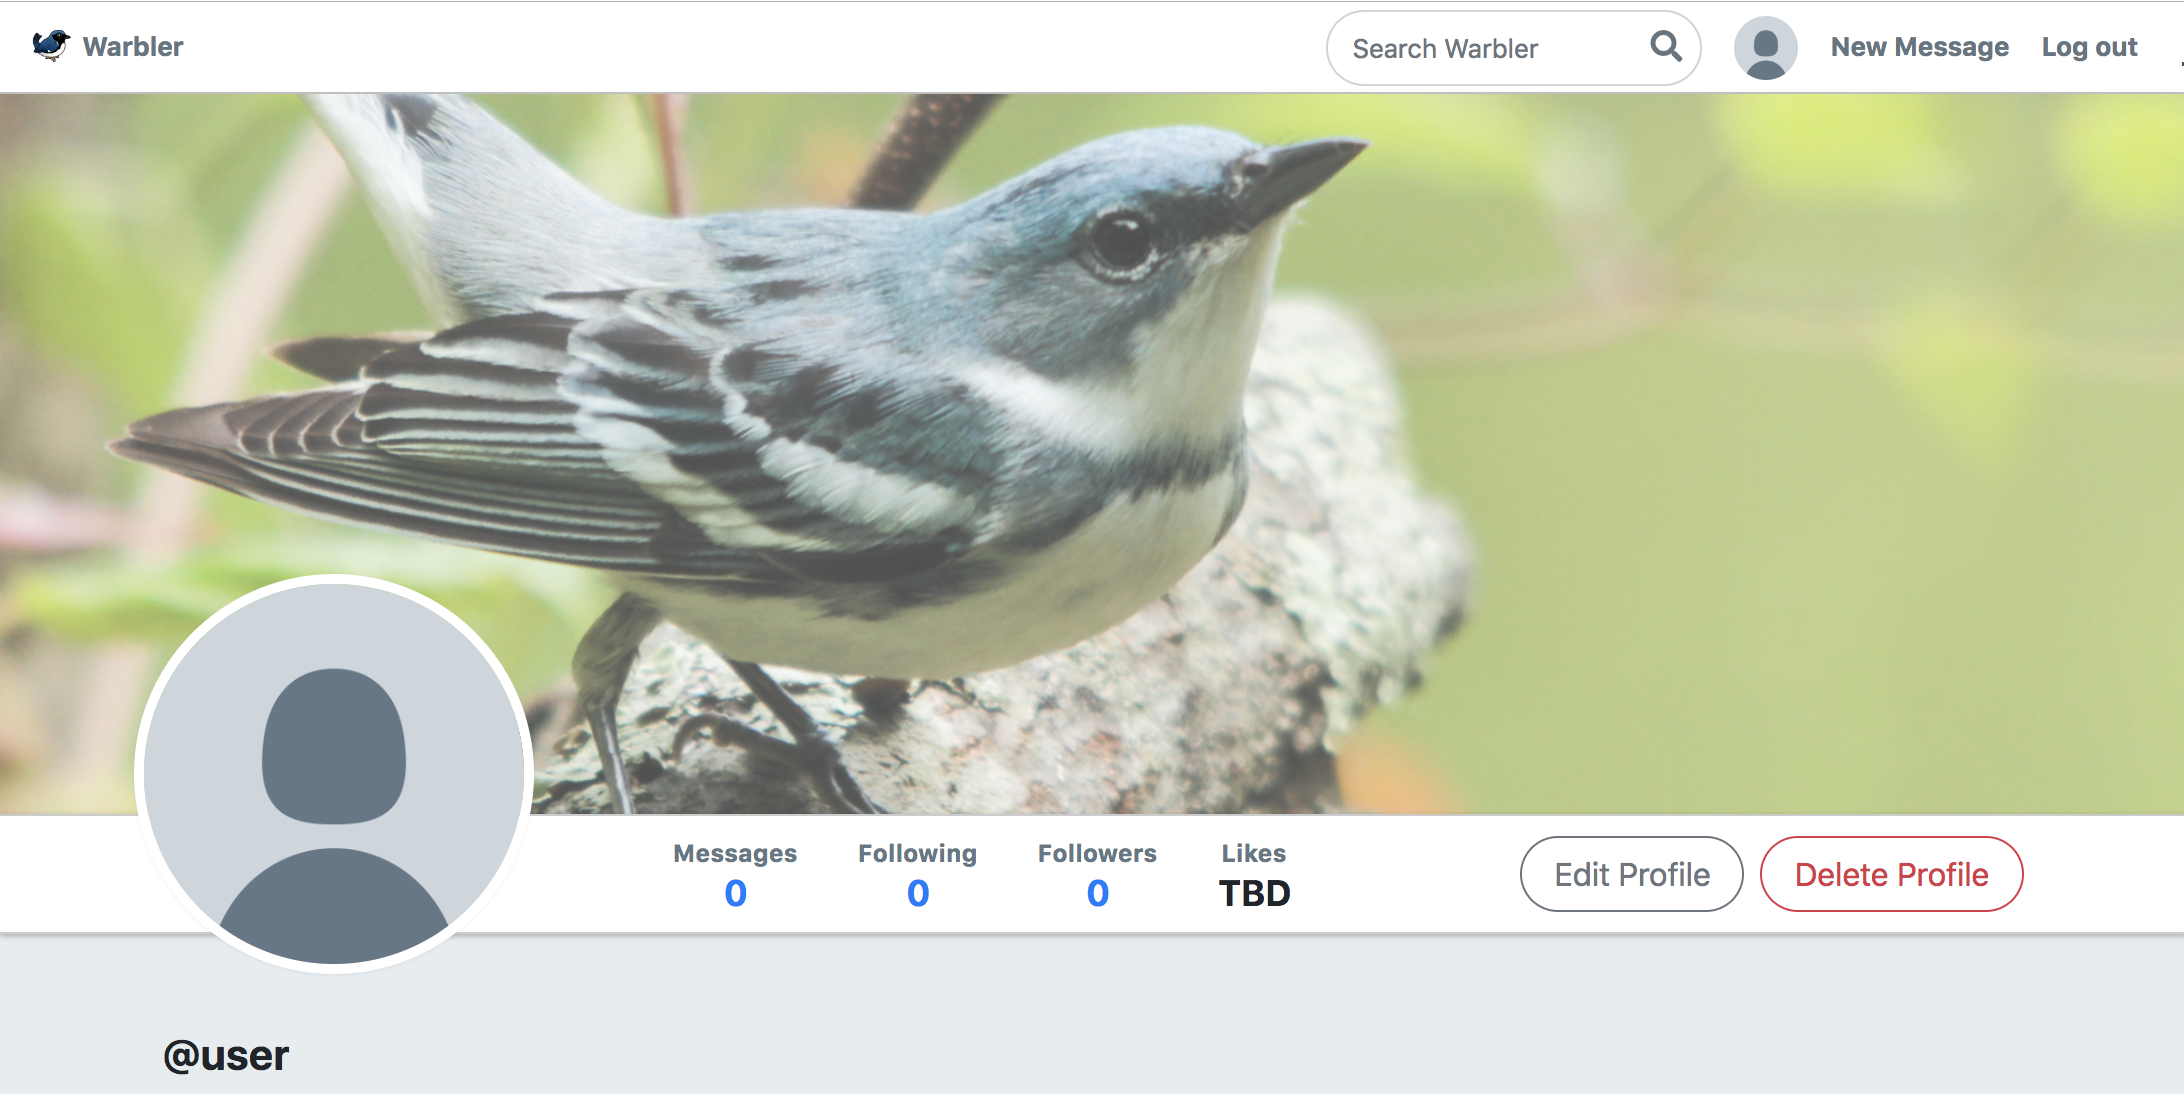 Warbler
Search Warbler
New Message
Log out
Messages
0
Following
0
Followers
0
Likes
TBD
Edit Profile
Delete Profile
@user